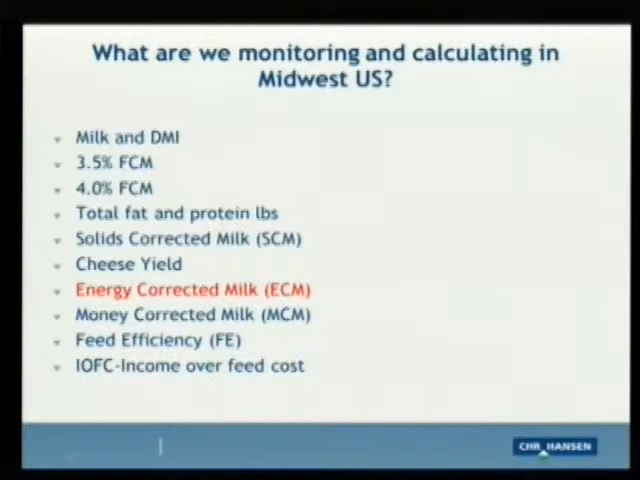 What are we monitoring and calculating in
Midwest US?
Milk and DMI
3.5% FCM
4.0% FCM
Total fat and protein lbs
Solids Corrected Milk (SCM)
Cheese Yield
Energy Corrected Milk (ECM)
Money Corrected Milk (MCM)
Feed Efficiency (FE)
IOFC-Income over feed cost
CHR HANSEN